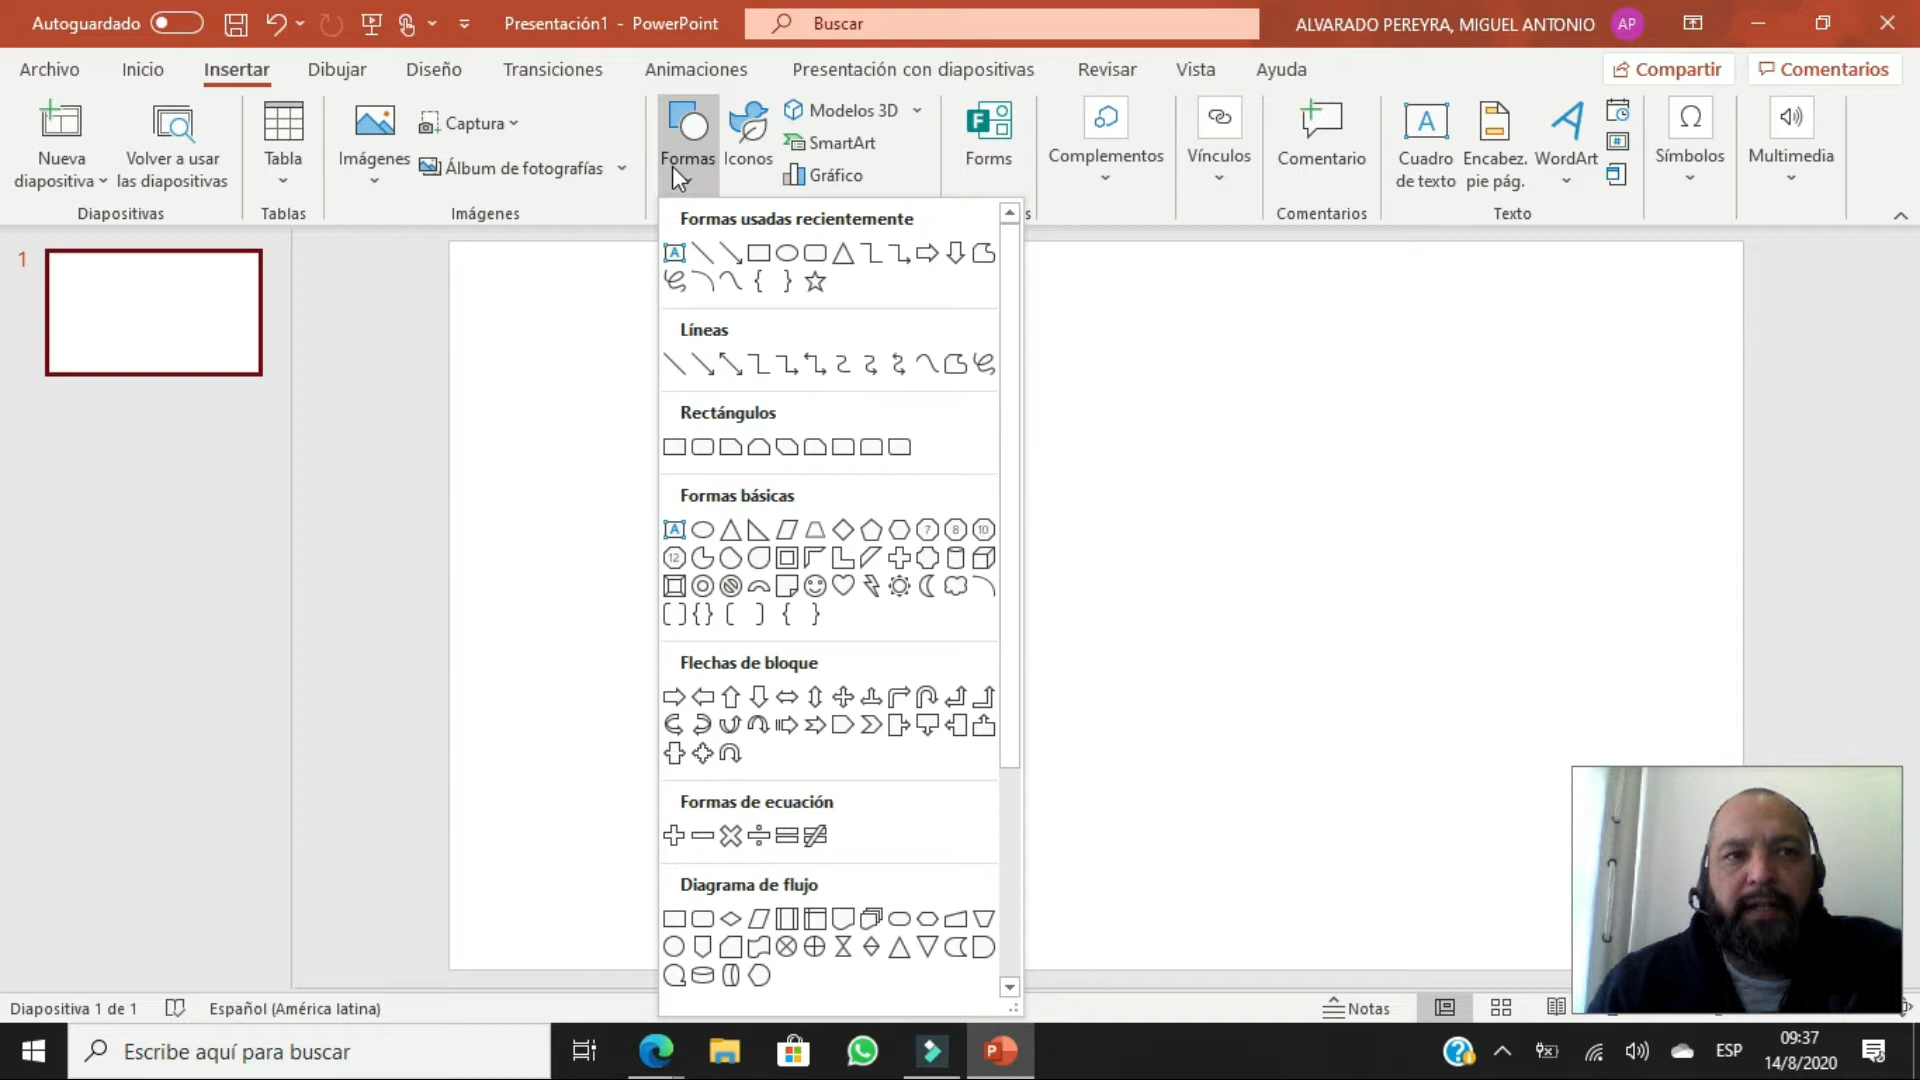 Autoguardado
Presentación1 - PowerPoint
Buscar
ALVARADO PEREYRA, MIGUEL ANTONIO
AP
Archivo
Inicio
Insertar
Dibujar
Diseño
Transiciones
Animaciones
Presentación con diapositivas
Revisar
Vista
Ayuda
Compartir
Comentarios
Nueva
diapositiva
Volver a usar
las diapositivas
Diapositivas
Tabla
Tablas
Imágenes
Captura
Álbum de fotografías
Imágenes
Formas
Iconos
Modelos 3D
SmartArt
Gráfico
Forms
s
Complementos
Vínculos
Comentario
Comentarios
Cuadro
de texto
Encabez.
pie pág.
WordArt
Texto
Símbolos
Multimedia
1
Formas usadas recientemente
Líneas
Rectángulos
Formas básicas
7 8 10
12
Flechas de bloque
Formas de ecuación
Diagrama de flujo
Diapositiva 1 de 1
Español (América latina)
Notas
Escribe aquí para buscar
ESP
09:37
14/8/2020